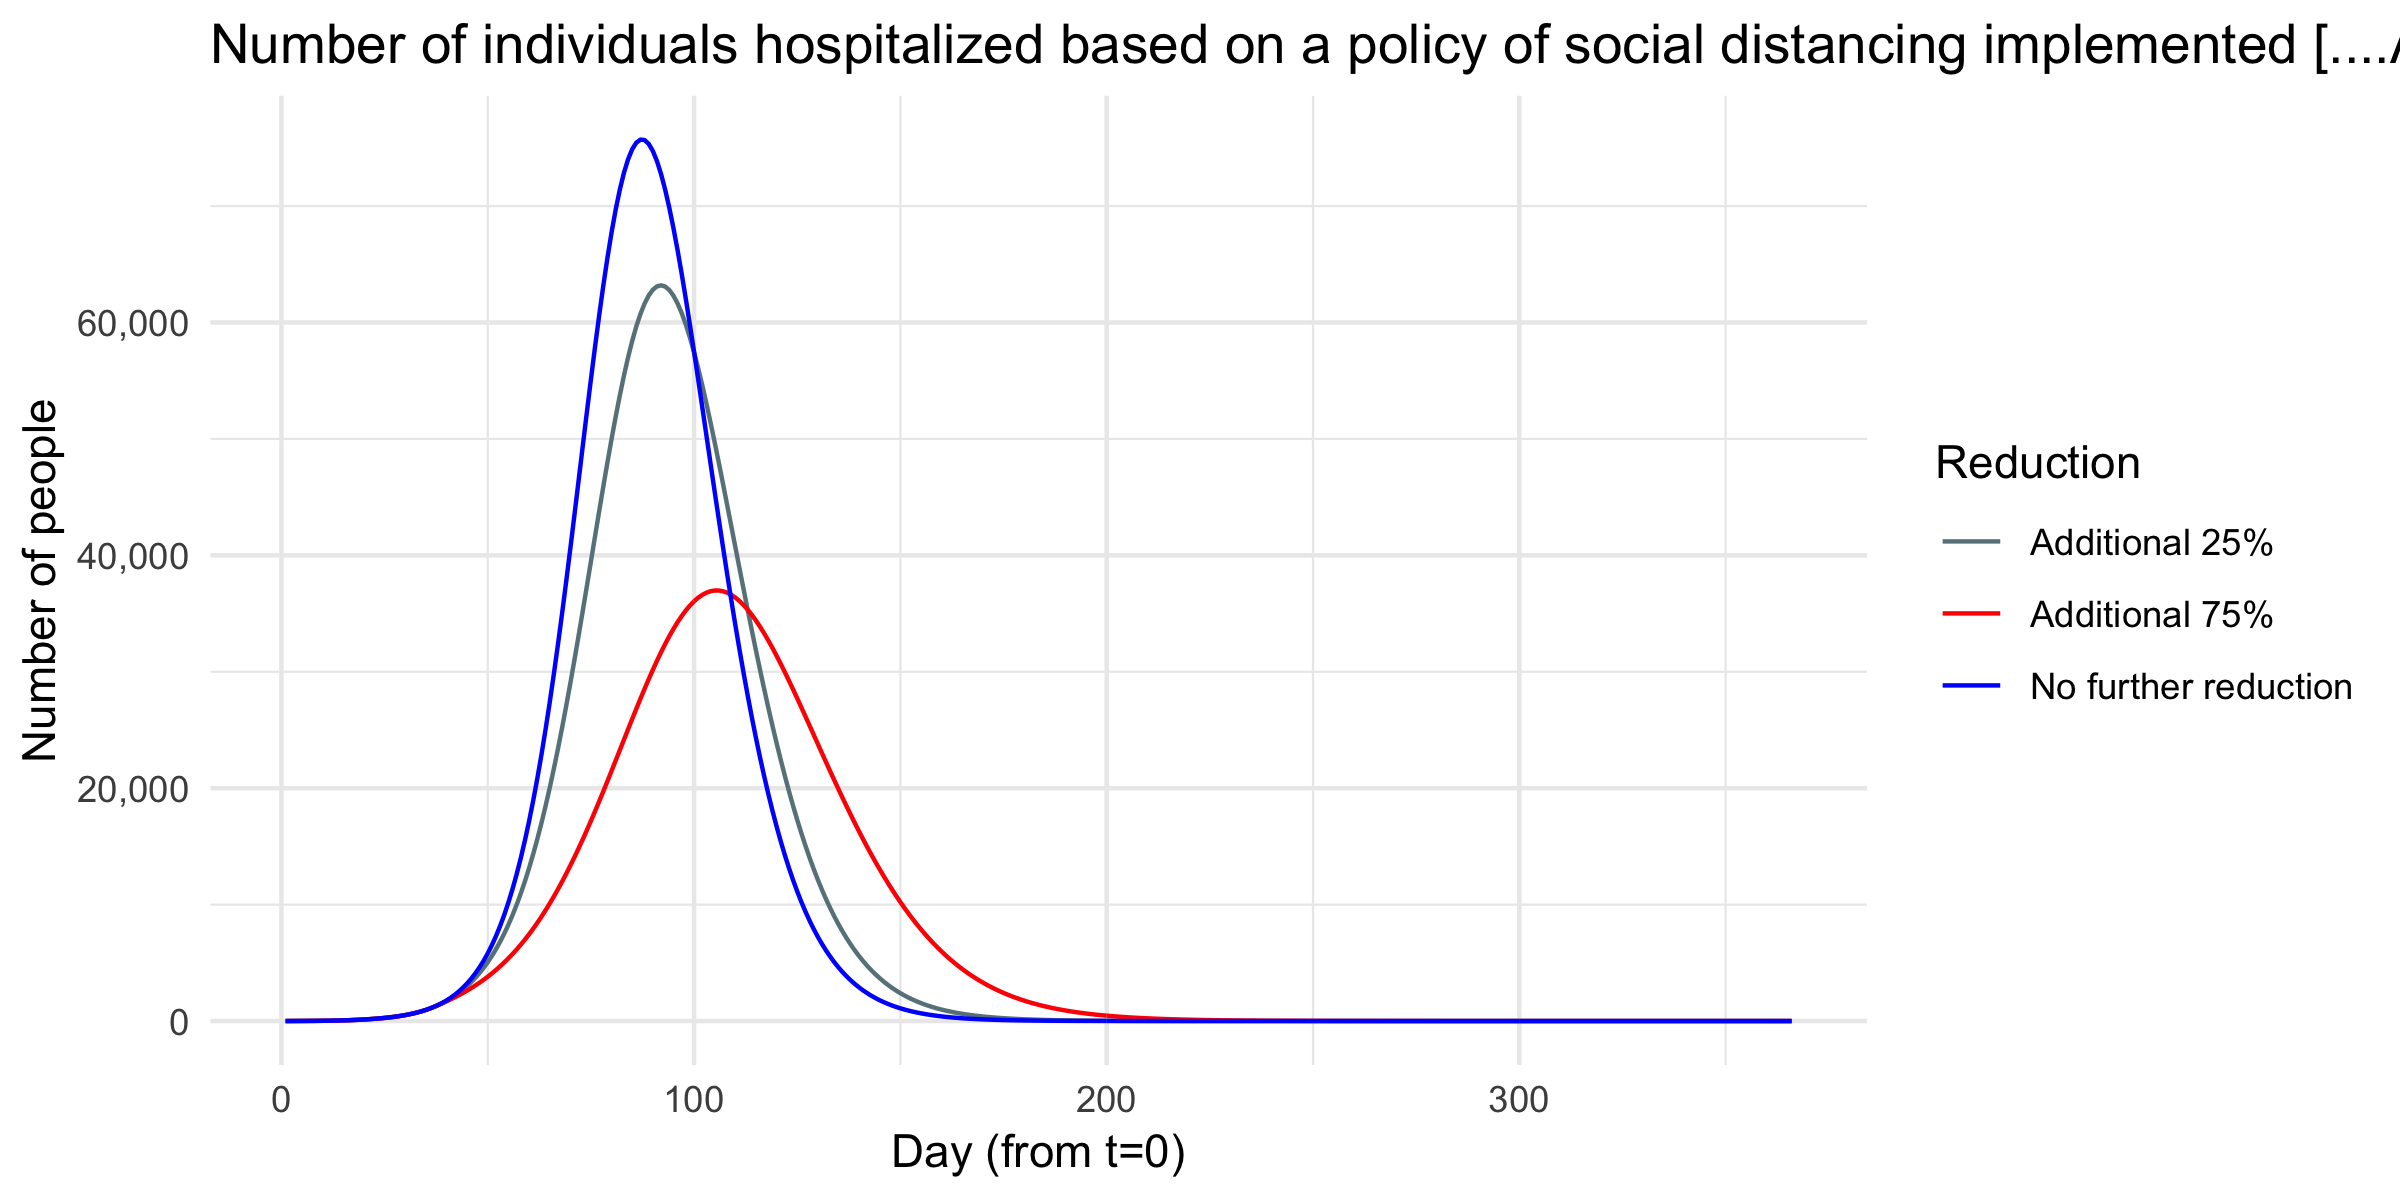 Number of individuals hospitalized based on a policy of social distancing implemented [....
Number of people
60,000
40,000
20,000
0
0 100 200 300
Day (from t=0)
Reduction
Additional 25%
Additional 75%
No further reduction